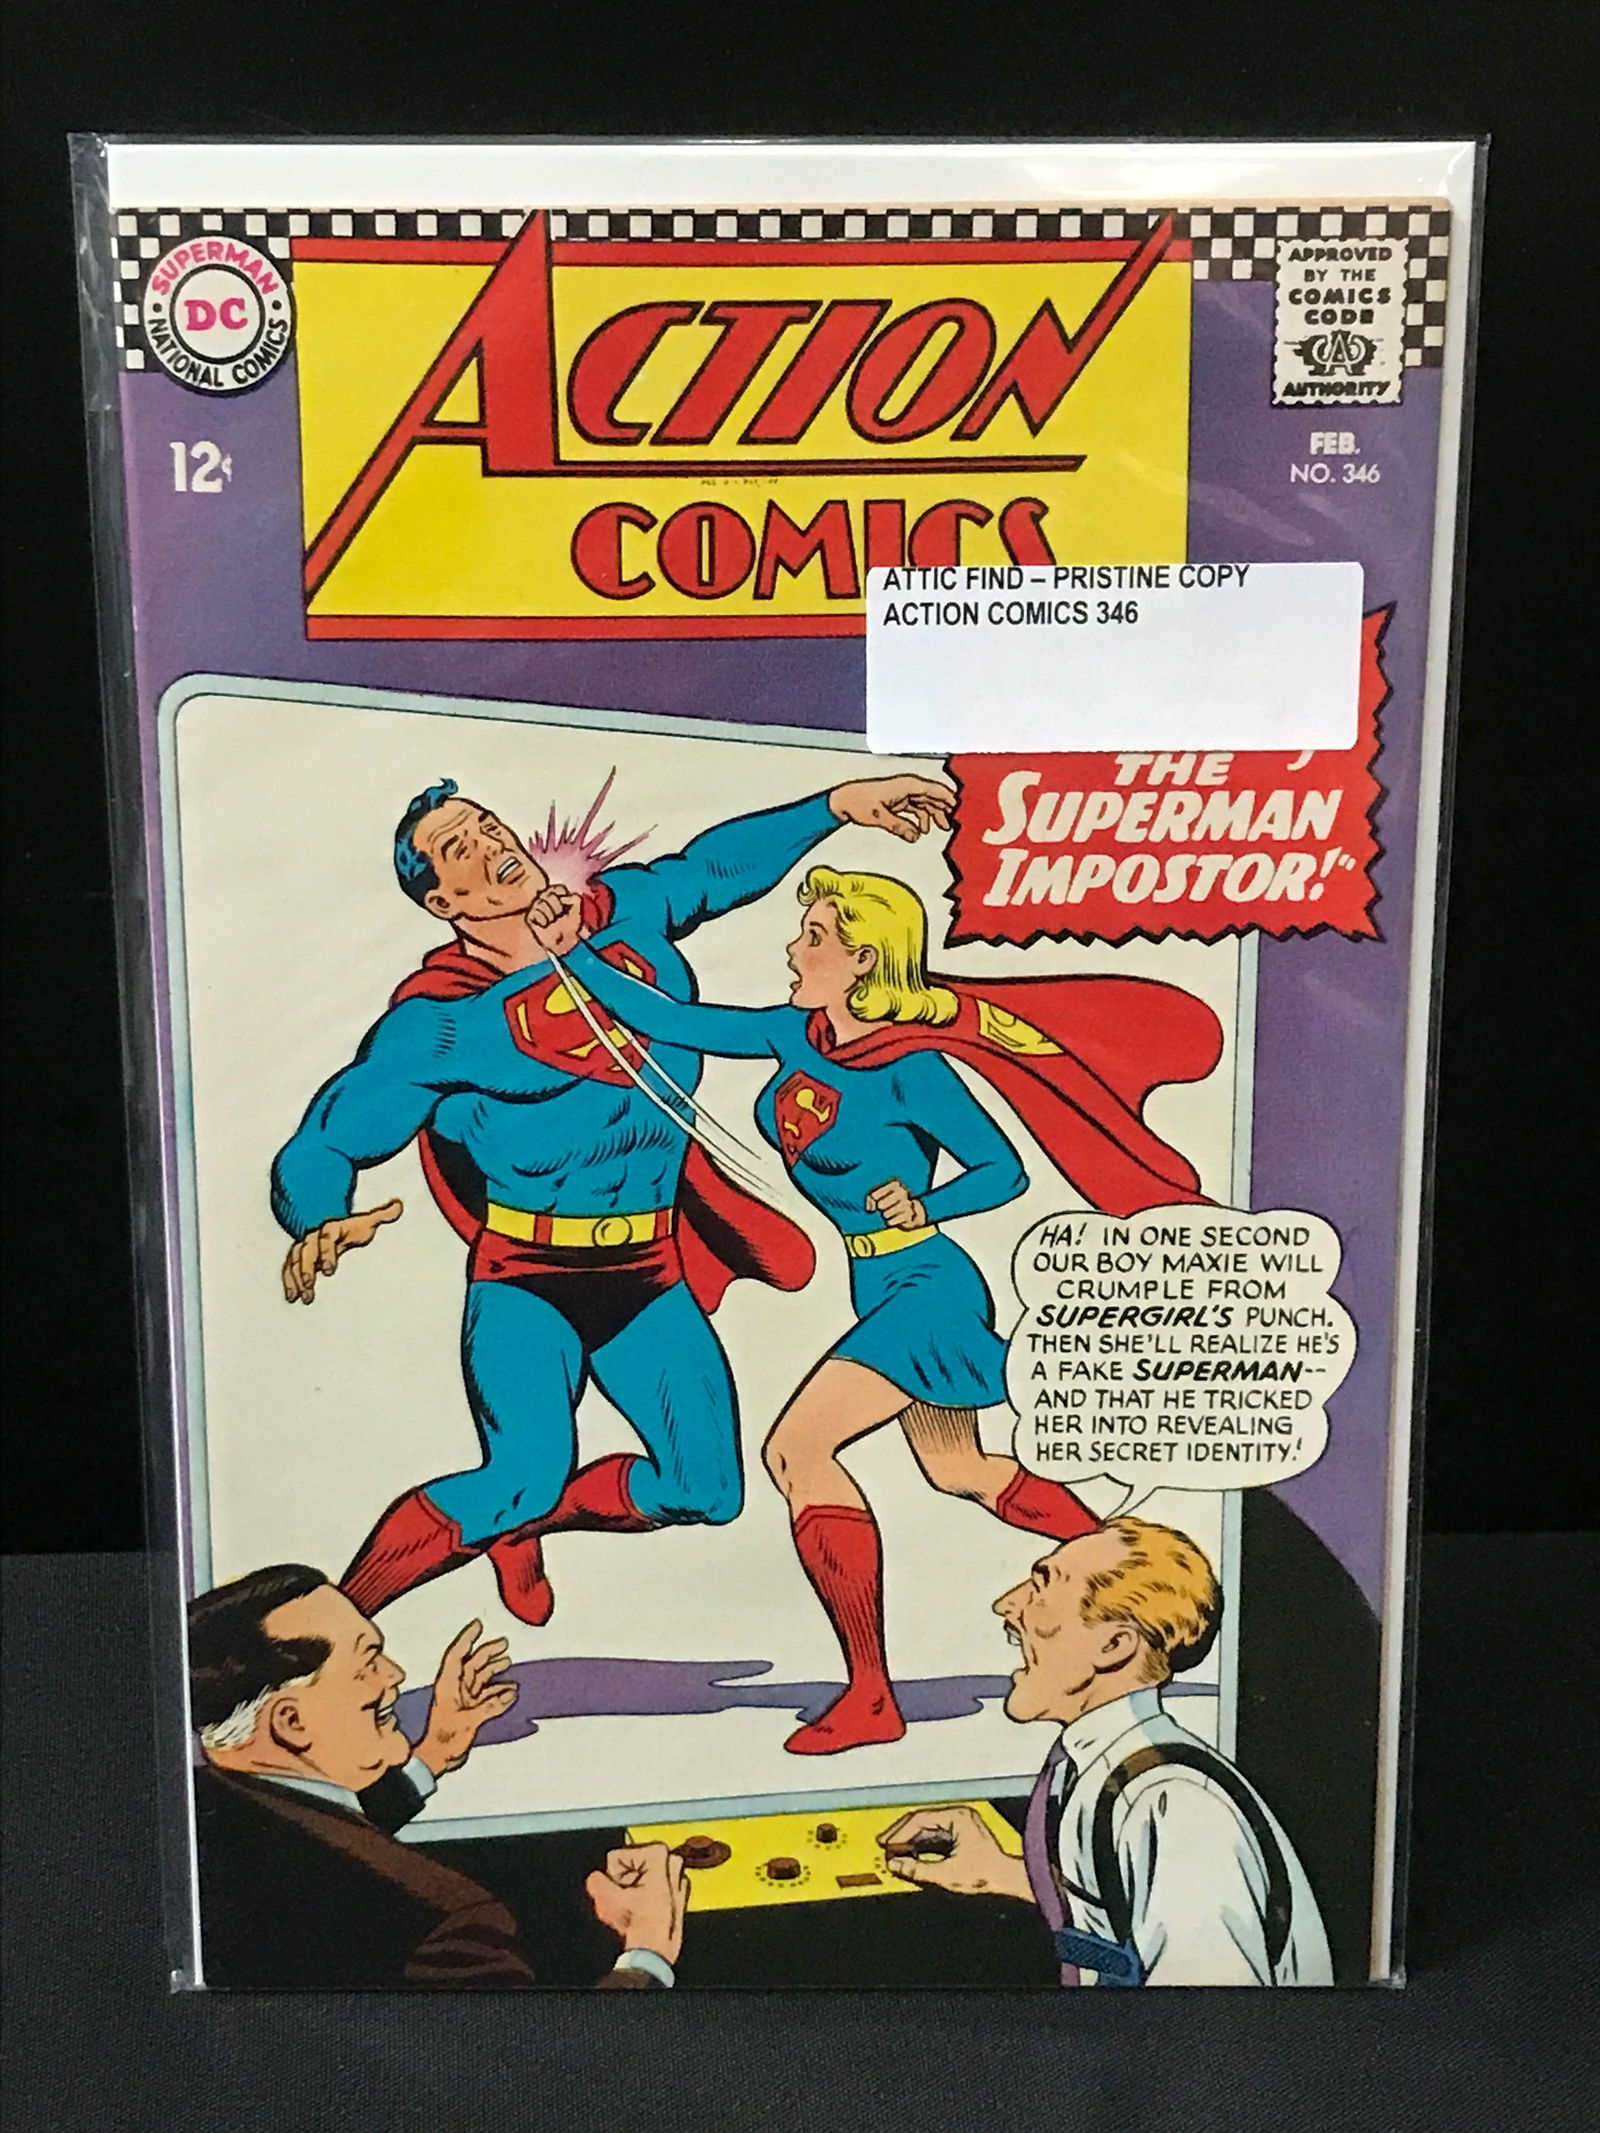 SUPERMAN
DC
NATIONAL COMICS
ACTION
COMICS
APPROVED
BY THE
COMICS
CODE
AUTHORITY
12¢
FEB.
NO. 346
ATTIC FIND – PRISTINE COPY
ACTION COMICS 346
THE
SUPERMAN
IMPOSTOR!"
HA! IN ONE SECOND
OUR BOY MAXIE WILL
CRUMPLE FROM
SUPERGIRL'S PUNCH.
THEN SHE'LL REALIZE HE'S
A FAKE SUPERMAN--
AND THAT HE TRICKED
HER INTO REVEALING
HER SECRET IDENTITY!